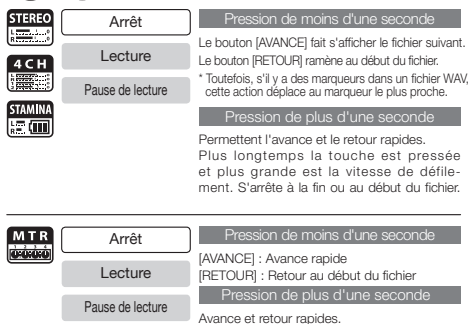 STEREO
4CH
STAMINA
Arrêt
Lecture
Pause de lecture
Pression de moins d'une seconde
Le bouton [AVANCE] fait s'afficher le fichier suivant.
Le bouton [RETOUR] ramène au début du fichier.
* Toutefois, s'il y a des marqueurs dans un fichier WAV,
cette action déplace au marqueur le plus proche.
Pression de plus d'une seconde
Permettent l'avance et le retour rapides.
Plus longtemps la touche est pressée
et plus grande est la vitesse de défile-
ment. S'arrête à la fin ou au début du fichier.
MTR
1 2 3 4
Arrêt
Lecture
Pause de lecture
Pression de moins d'une seconde
[AVANCE] : Avance rapide
[RETOUR] : Retour au début du fichier
Pression de plus d'une seconde
Avance et retour rapides.